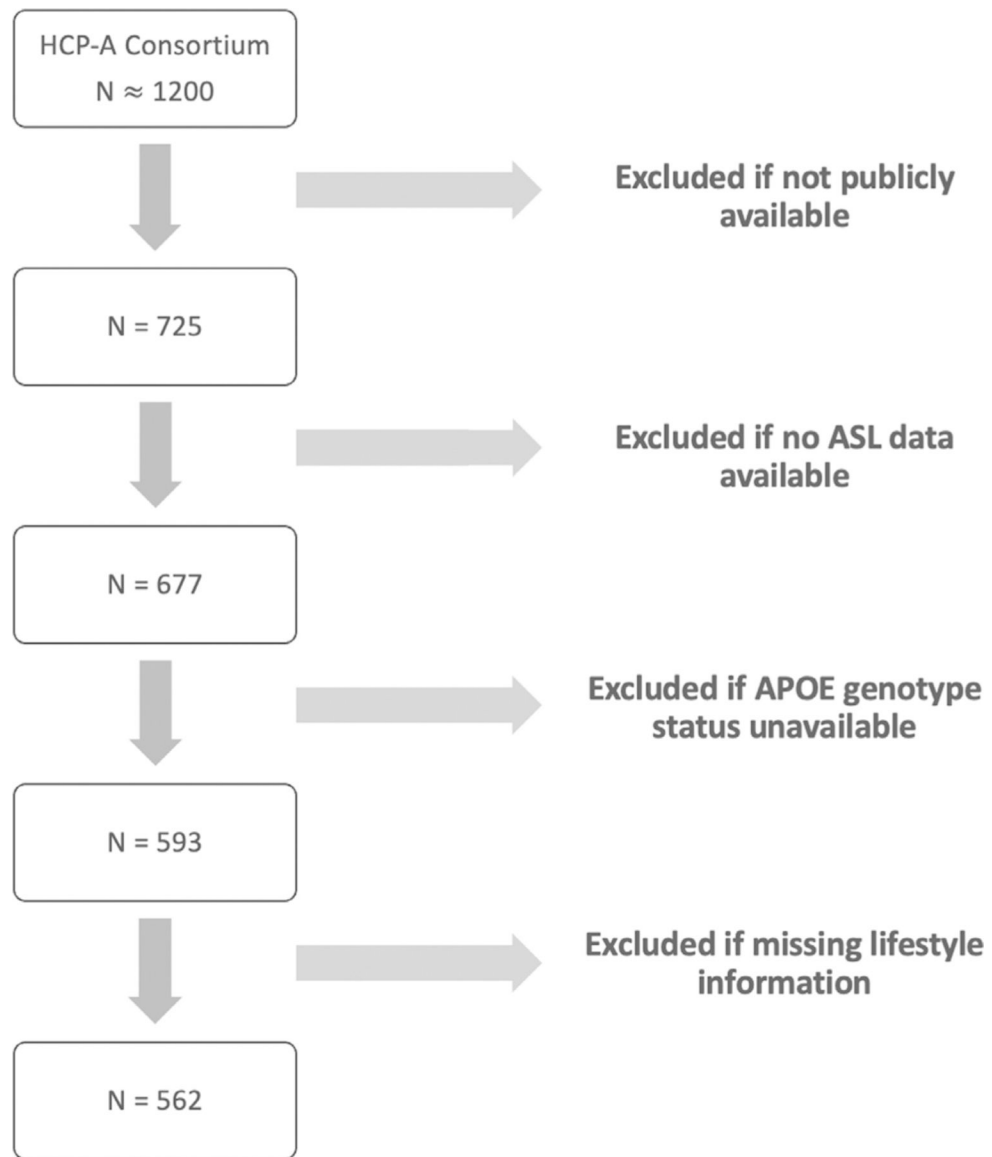 HCP-A Consortium
N ≈ 1200
Excluded if not publicly
available
N = 725
Excluded if no ASL data
available
N = 677
Excluded if APOE genotype
status unavailable
N = 593
Excluded if missing lifestyle
information
N = 562